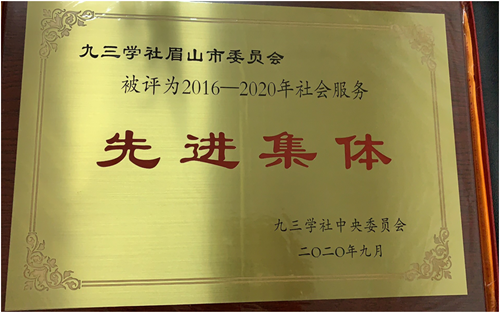 九三学社眉山市委员会
被评为2016—2020年社会服务
先进集体
九三学社中央委员会
二〇二〇年九月